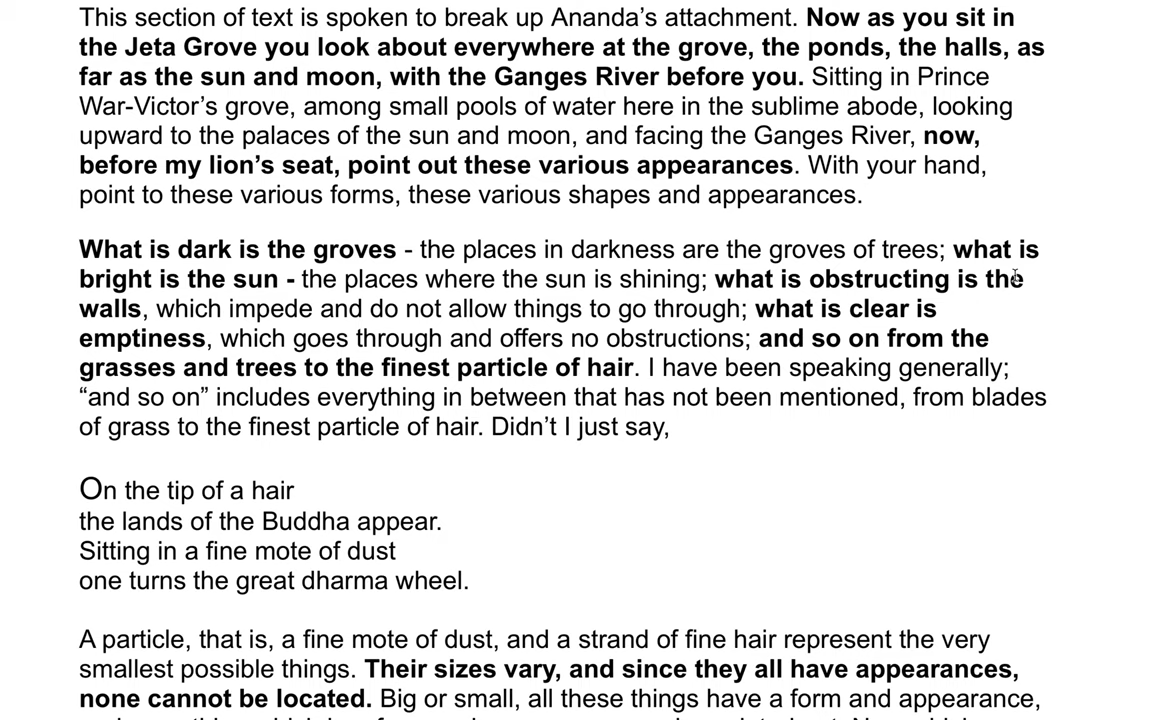 This section of text is spoken to break up Ananda’s attachment. Now as you sit in
the Jeta Grove you look about everywhere at the grove, the ponds, the halls, as
far as the sun and moon, with the Ganges River before you. Sitting in Prince
War-Victor’s grove, among small pools of water here in the sublime abode, looking
upward to the palaces of the sun and moon, and facing the Ganges River, now,
before my lion’s seat, point out these various appearances. With your hand,
point to these various forms, these various shapes and appearances.
What is dark is the groves - the places in darkness are the groves of trees; what is
bright is the sun - the places where the sun is shining; what is obstructing is the
walls, which impede and do not allow things to go through; what is clear is
emptiness, which goes through and offers no obstructions; and so on from the
grasses and trees to the finest particle of hair. I have been speaking generally;
“and so on” includes everything in between that has not been mentioned, from blades
of grass to the finest particle of hair. Didn’t I just say,
On the tip of a hair
the lands of the Buddha appear.
Sitting in a fine mote of dust
one turns the great dharma wheel.
A particle, that is, a fine mote of dust, and a strand of fine hair represent the very
smallest possible things. Their sizes vary, and since they all have appearances,
none cannot be located. Big or small, all these things have a form and appearance,